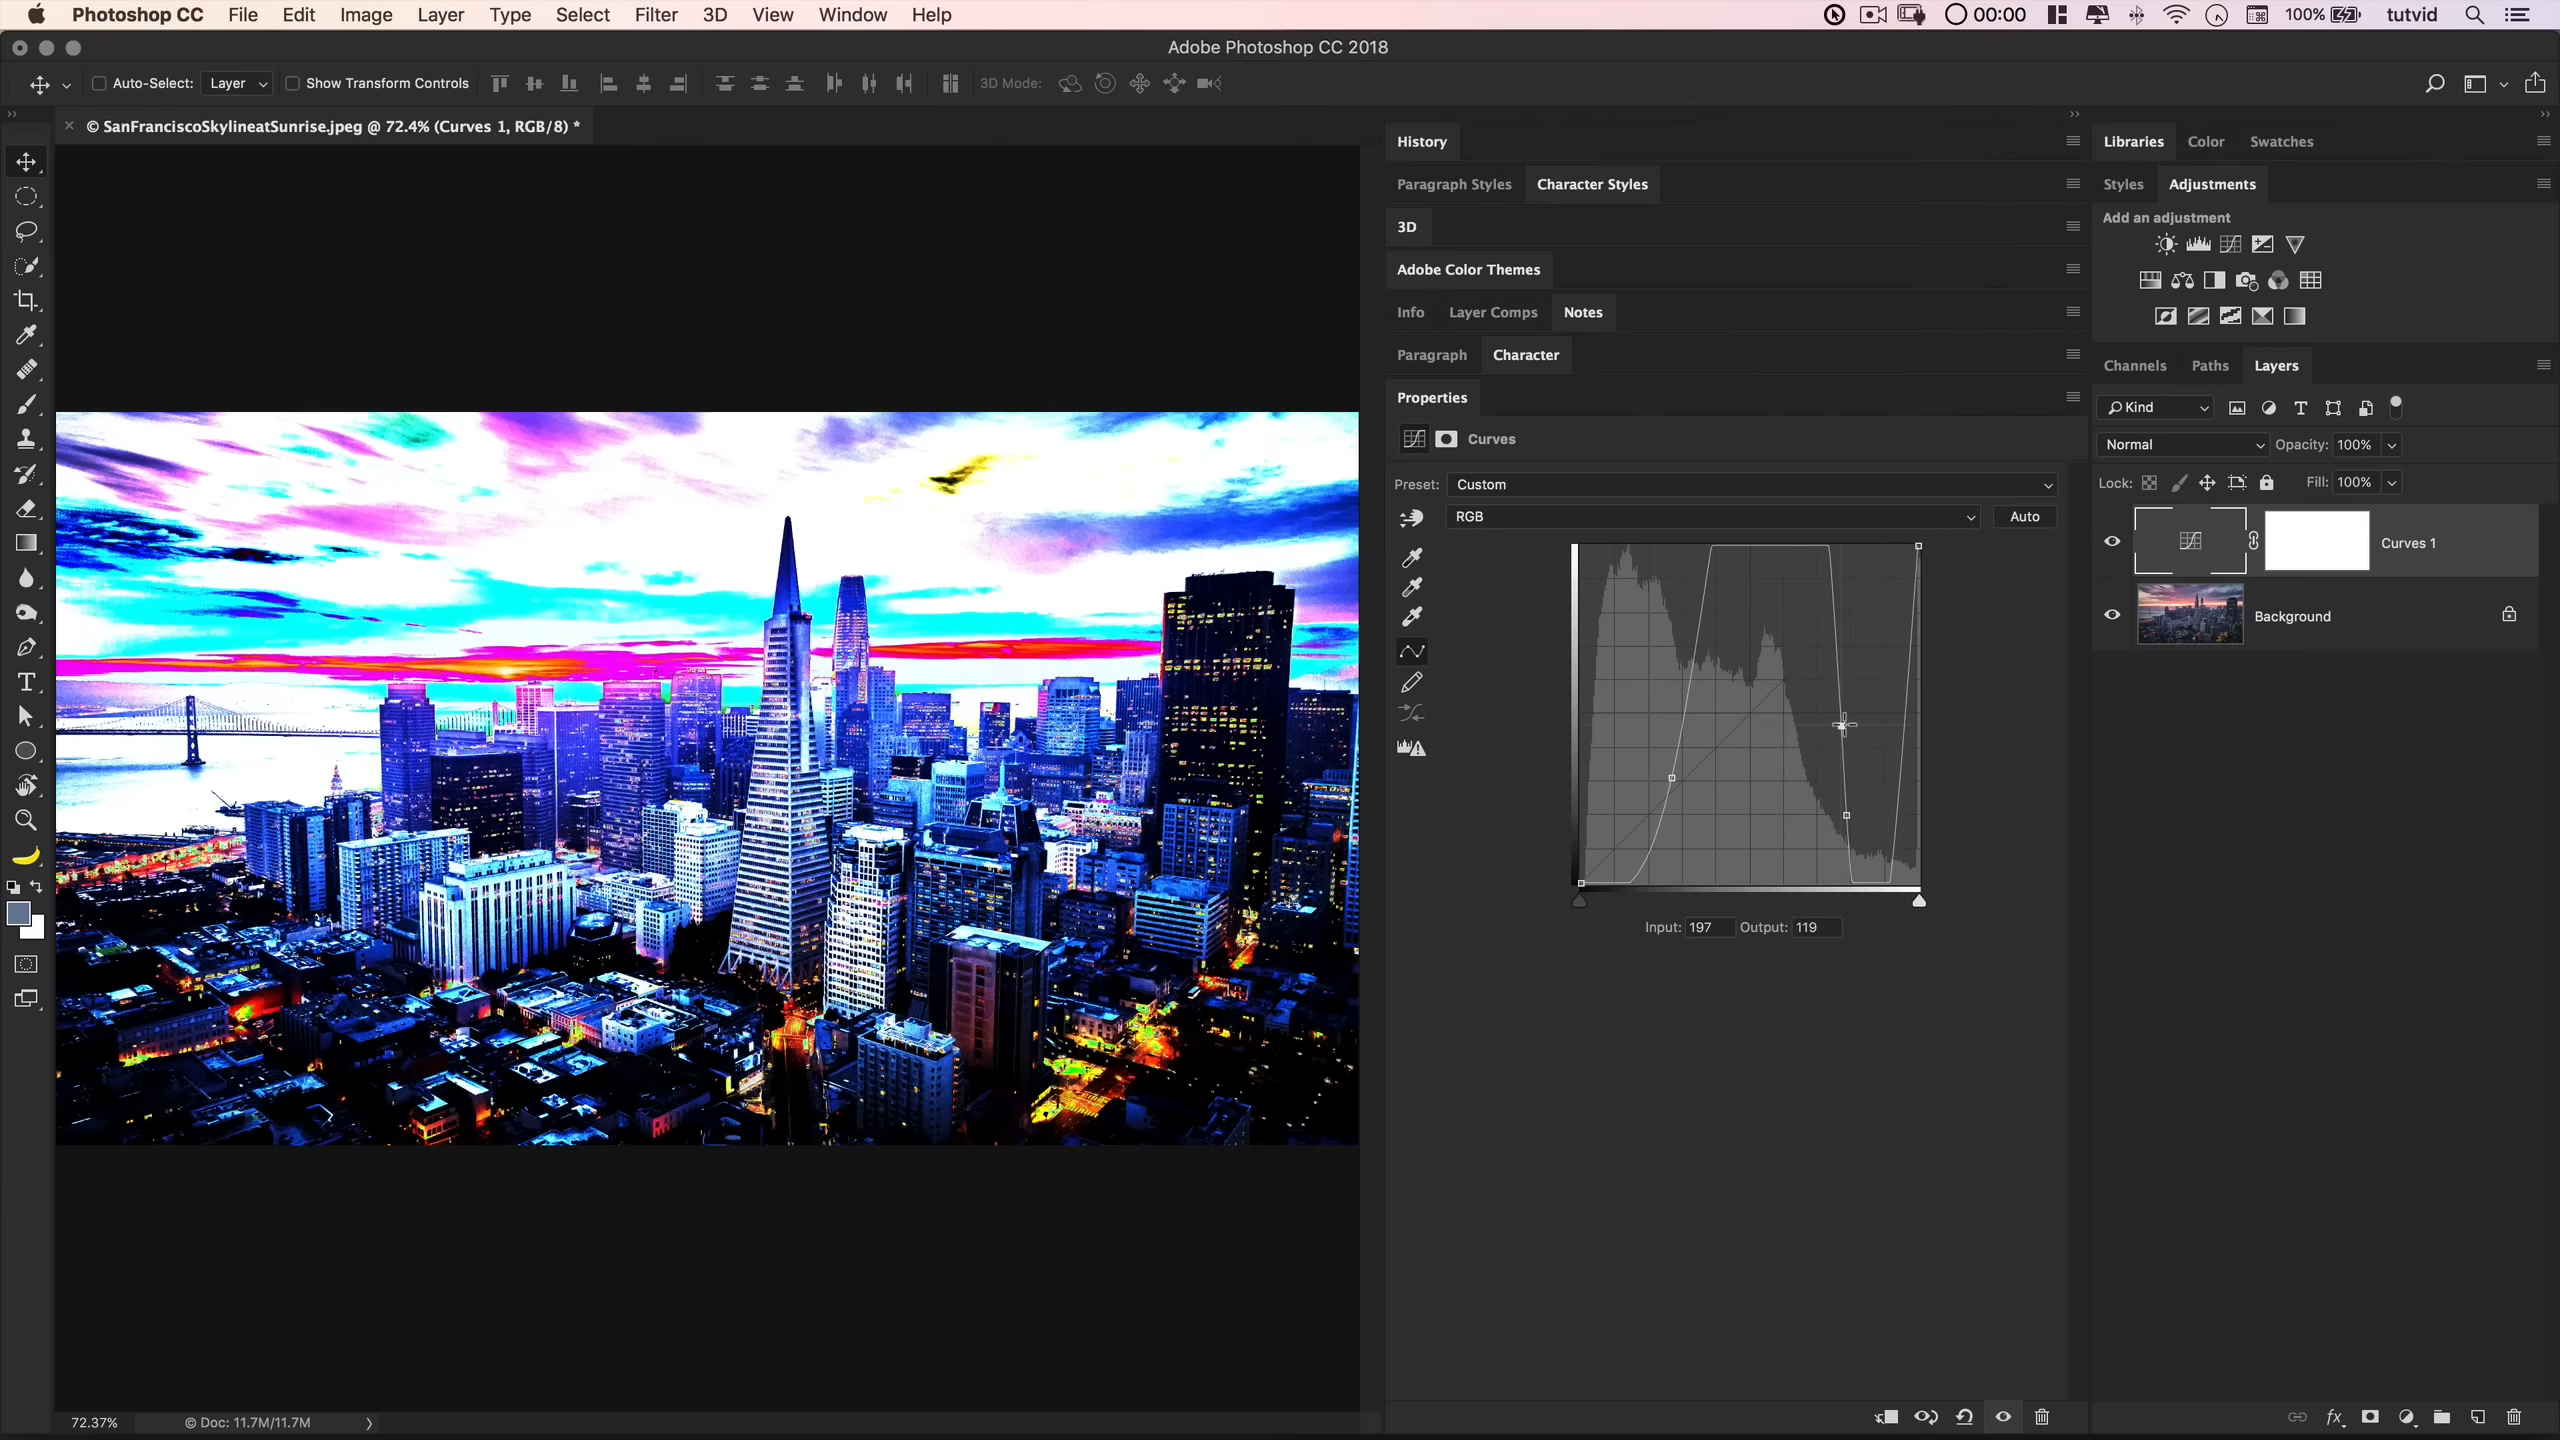 Photoshop CC File Edit Image Layer Type Select Filter 3D View Window Help 00:00 100% tutvid
Adobe Photoshop CC 2018
Auto-Select: Layer Show Transform Controls 3D Mode:
© SanFranciscoSkylineatSunrise.jpeg @ 72.4% (Curves 1, RGB/8) *
History
Paragraph Styles Character Styles
3D
Adobe Color Themes
Info Layer Comps Notes
Paragraph Character
Properties
Curves
Preset: Custom
RGB Auto
Input: 197 Output: 119
Libraries Color Swatches
Styles Adjustments
Add an adjustment
Channels Paths Layers
Kind
Normal Opacity: 100%
Lock: Fill: 100%
Curves 1
Background
72.37% © Doc: 11.7M/11.7M
fx